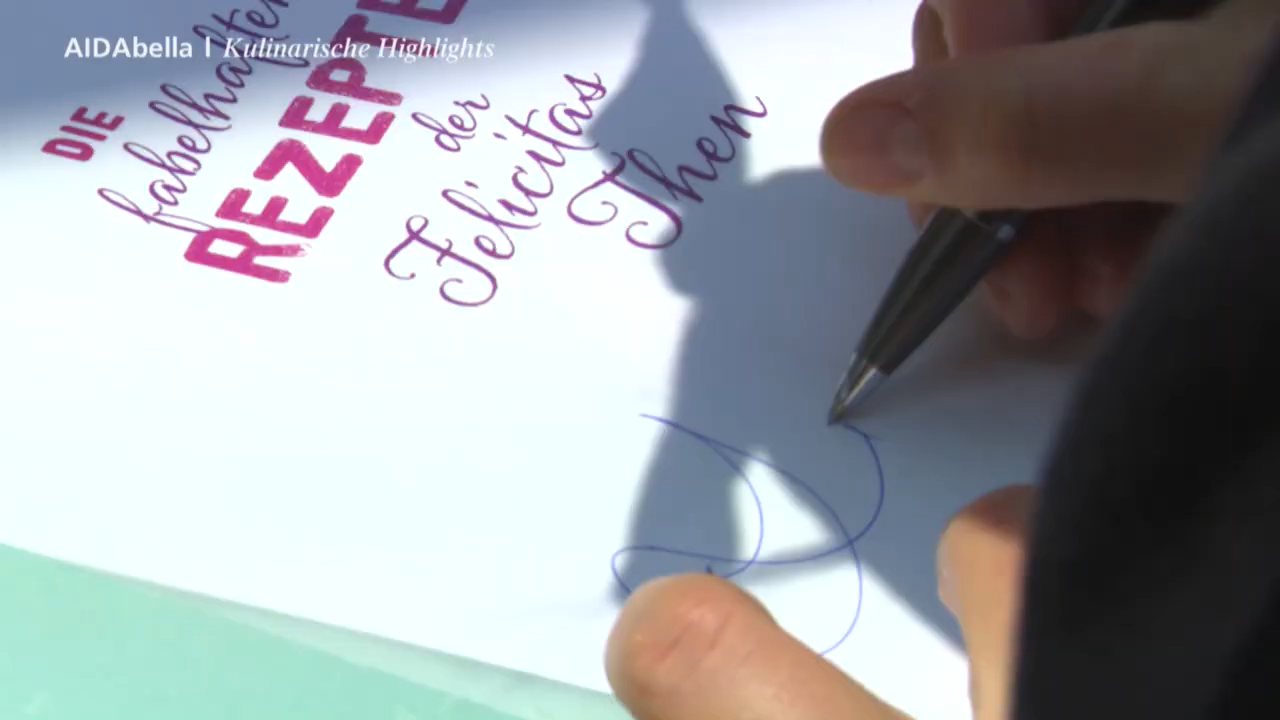 AIDAbella | Kulinarische Highlights
DIE
fabelhaften
REZEPTE
der
Felicitas
Then